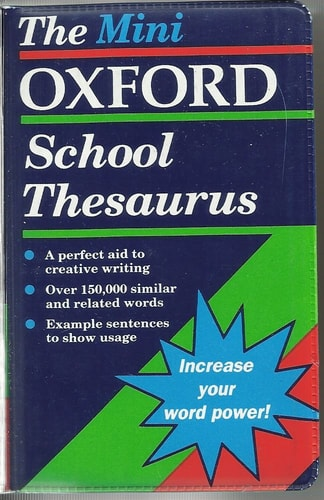 The Mini
OXFORD
School
Thesaurus
A perfect aid to
creative writing
Over 150,000 similar
and related words
Example sentences
to show usage
Increase
your
word power!